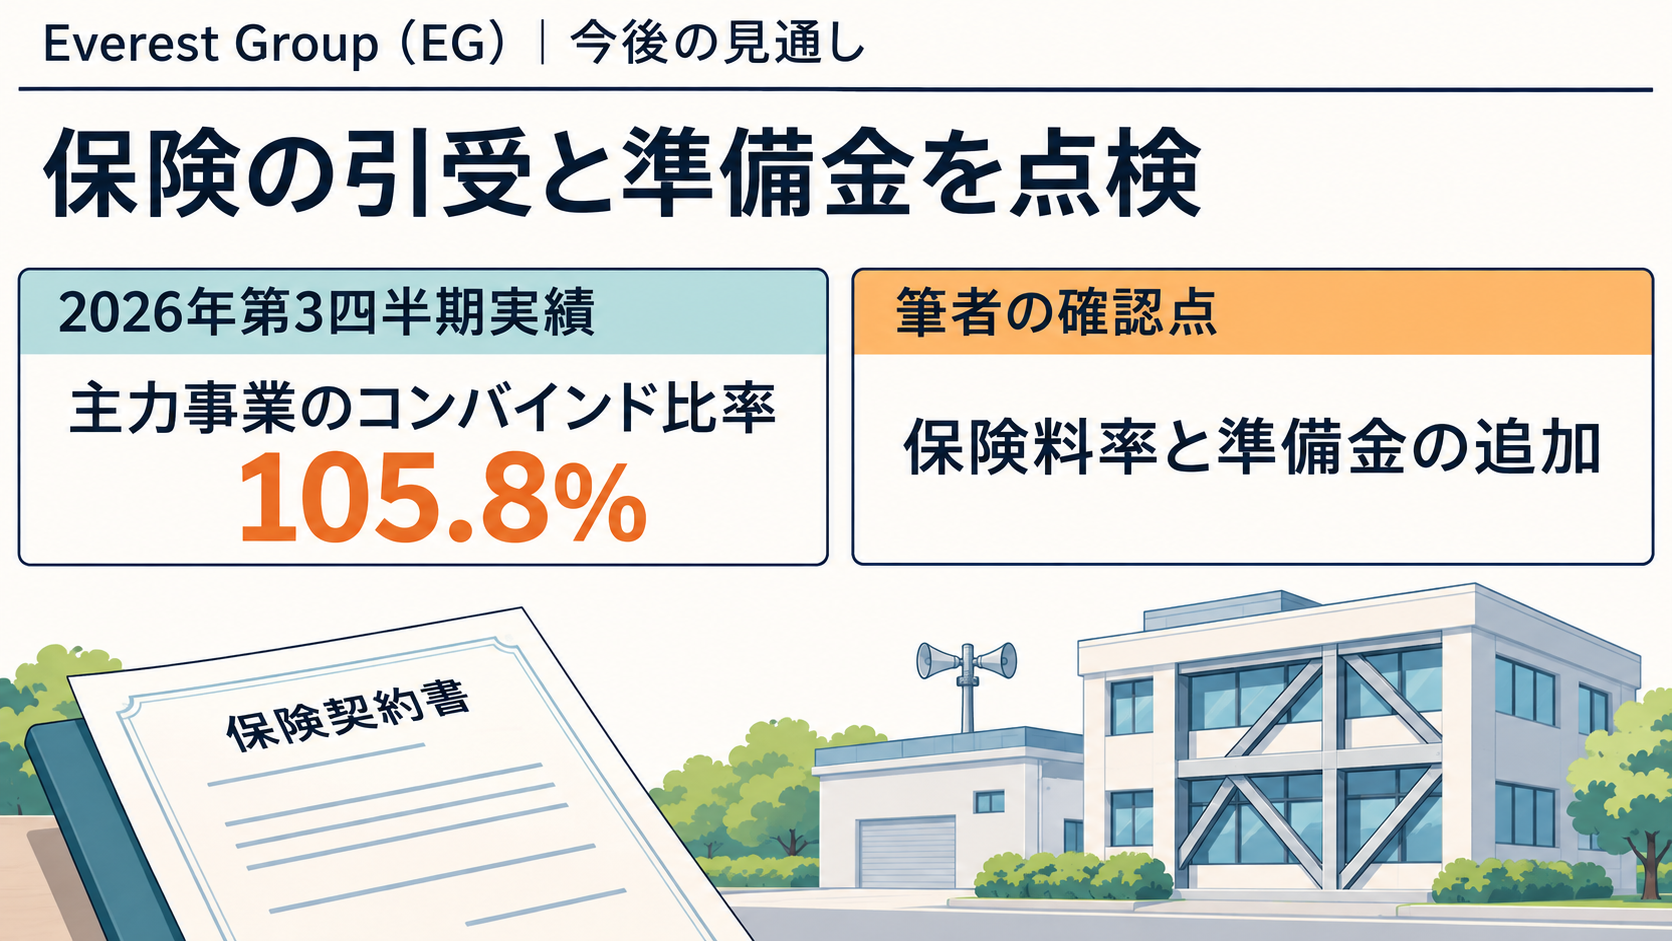 Everest Group（EG）｜今後の見通し
保険の引受と準備金を点検
2026年第3四半期実績
主力事業のコンバインド比率
105.8%
筆者の確認点
保険料率と準備金の追加
保険契約書